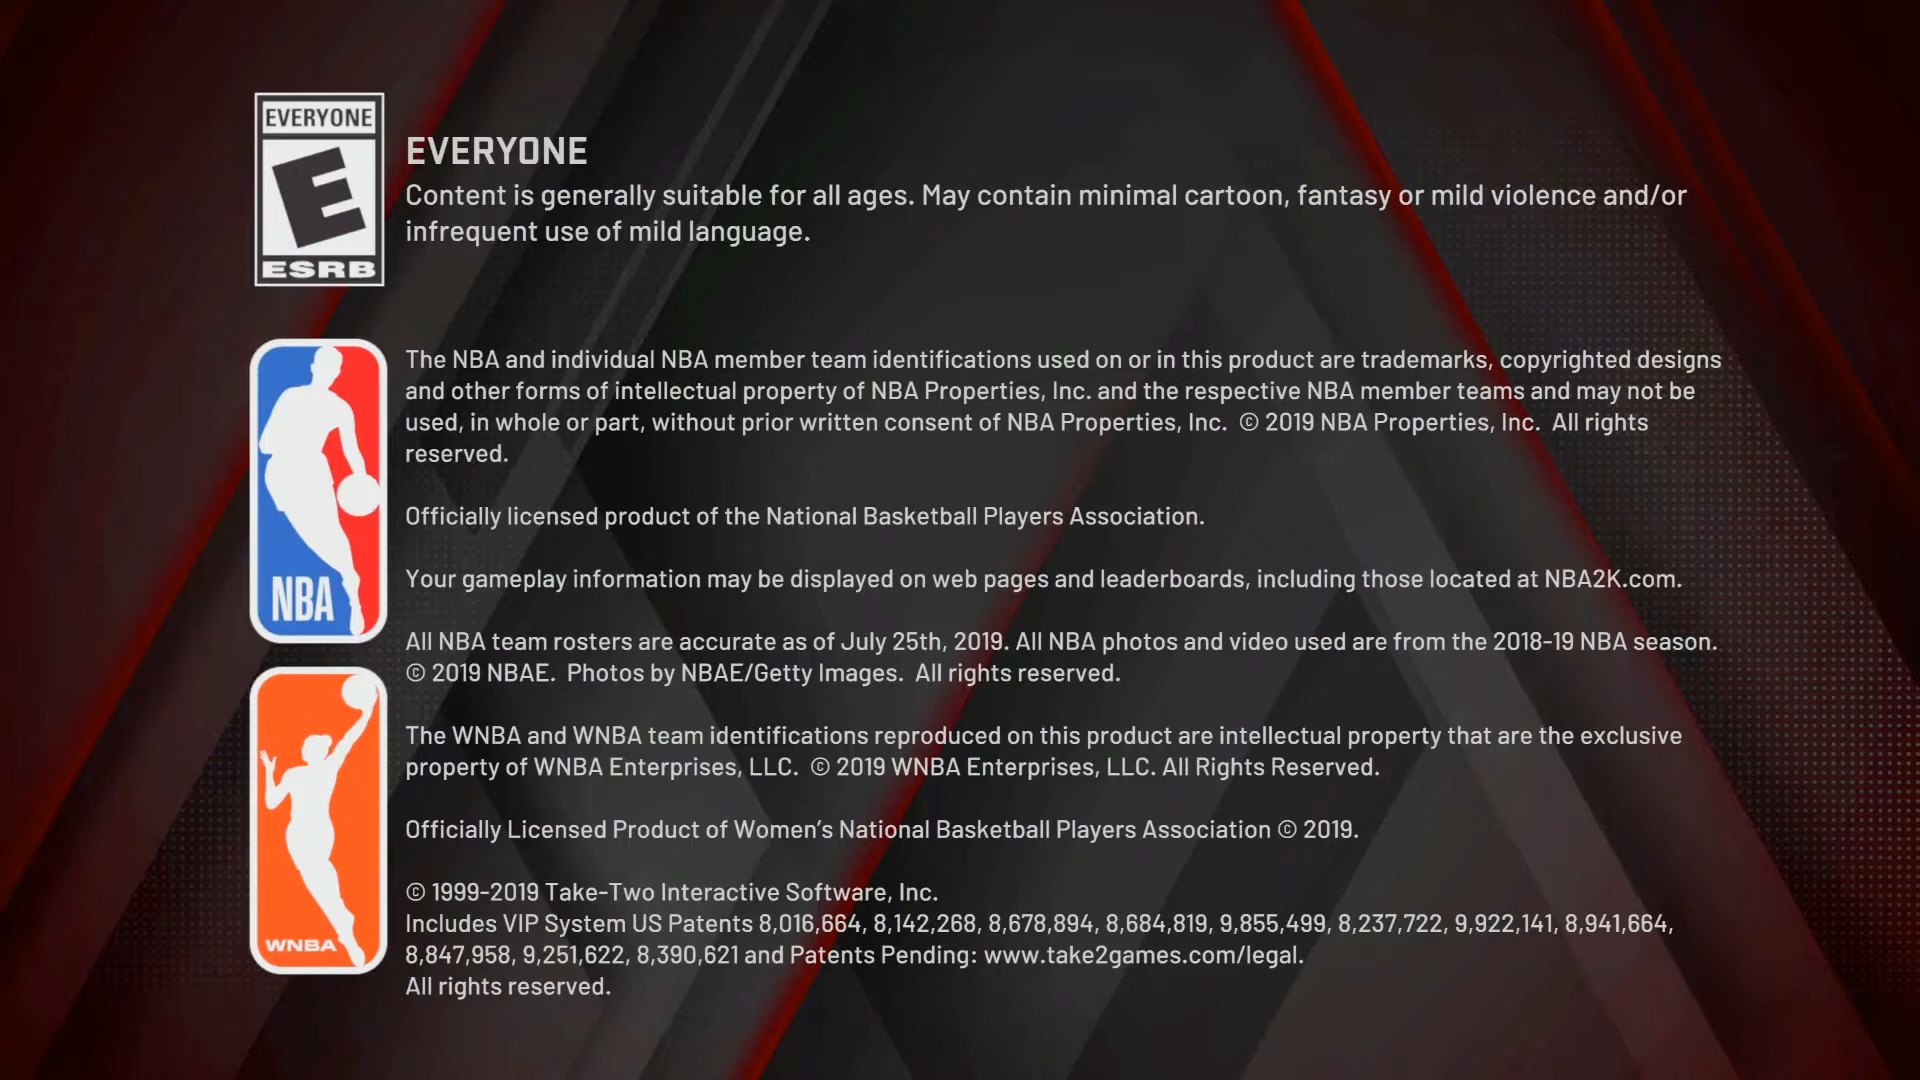 EVERYONE
E
ESRB
EVERYONE
Content is generally suitable for all ages. May contain minimal cartoon, fantasy or mild violence and/or
infrequent use of mild language.
NBA
The NBA and individual NBA member team identifications used on or in this product are trademarks, copyrighted designs
and other forms of intellectual property of NBA Properties, Inc. and the respective NBA member teams and may not be
used, in whole or part, without prior written consent of NBA Properties, Inc.  © 2019 NBA Properties, Inc.  All rights
reserved.
Officially licensed product of the National Basketball Players Association.
Your gameplay information may be displayed on web pages and leaderboards, including those located at NBA2K.com.
All NBA team rosters are accurate as of July 25th, 2019. All NBA photos and video used are from the 2018-19 NBA season.
© 2019 NBAE.  Photos by NBAE/Getty Images.  All rights reserved.
WNBA
The WNBA and WNBA team identifications reproduced on this product are intellectual property that are the exclusive
property of WNBA Enterprises, LLC.  © 2019 WNBA Enterprises, LLC. All Rights Reserved.
Officially Licensed Product of Women's National Basketball Players Association © 2019.
© 1999-2019 Take-Two Interactive Software, Inc.
Includes VIP System US Patents 8,016,664, 8,142,268, 8,678,894, 8,684,819, 9,855,499, 8,237,722, 9,922,141, 8,941,664,
8,847,958, 9,251,622, 8,390,621 and Patents Pending: www.take2games.com/legal.
All rights reserved.